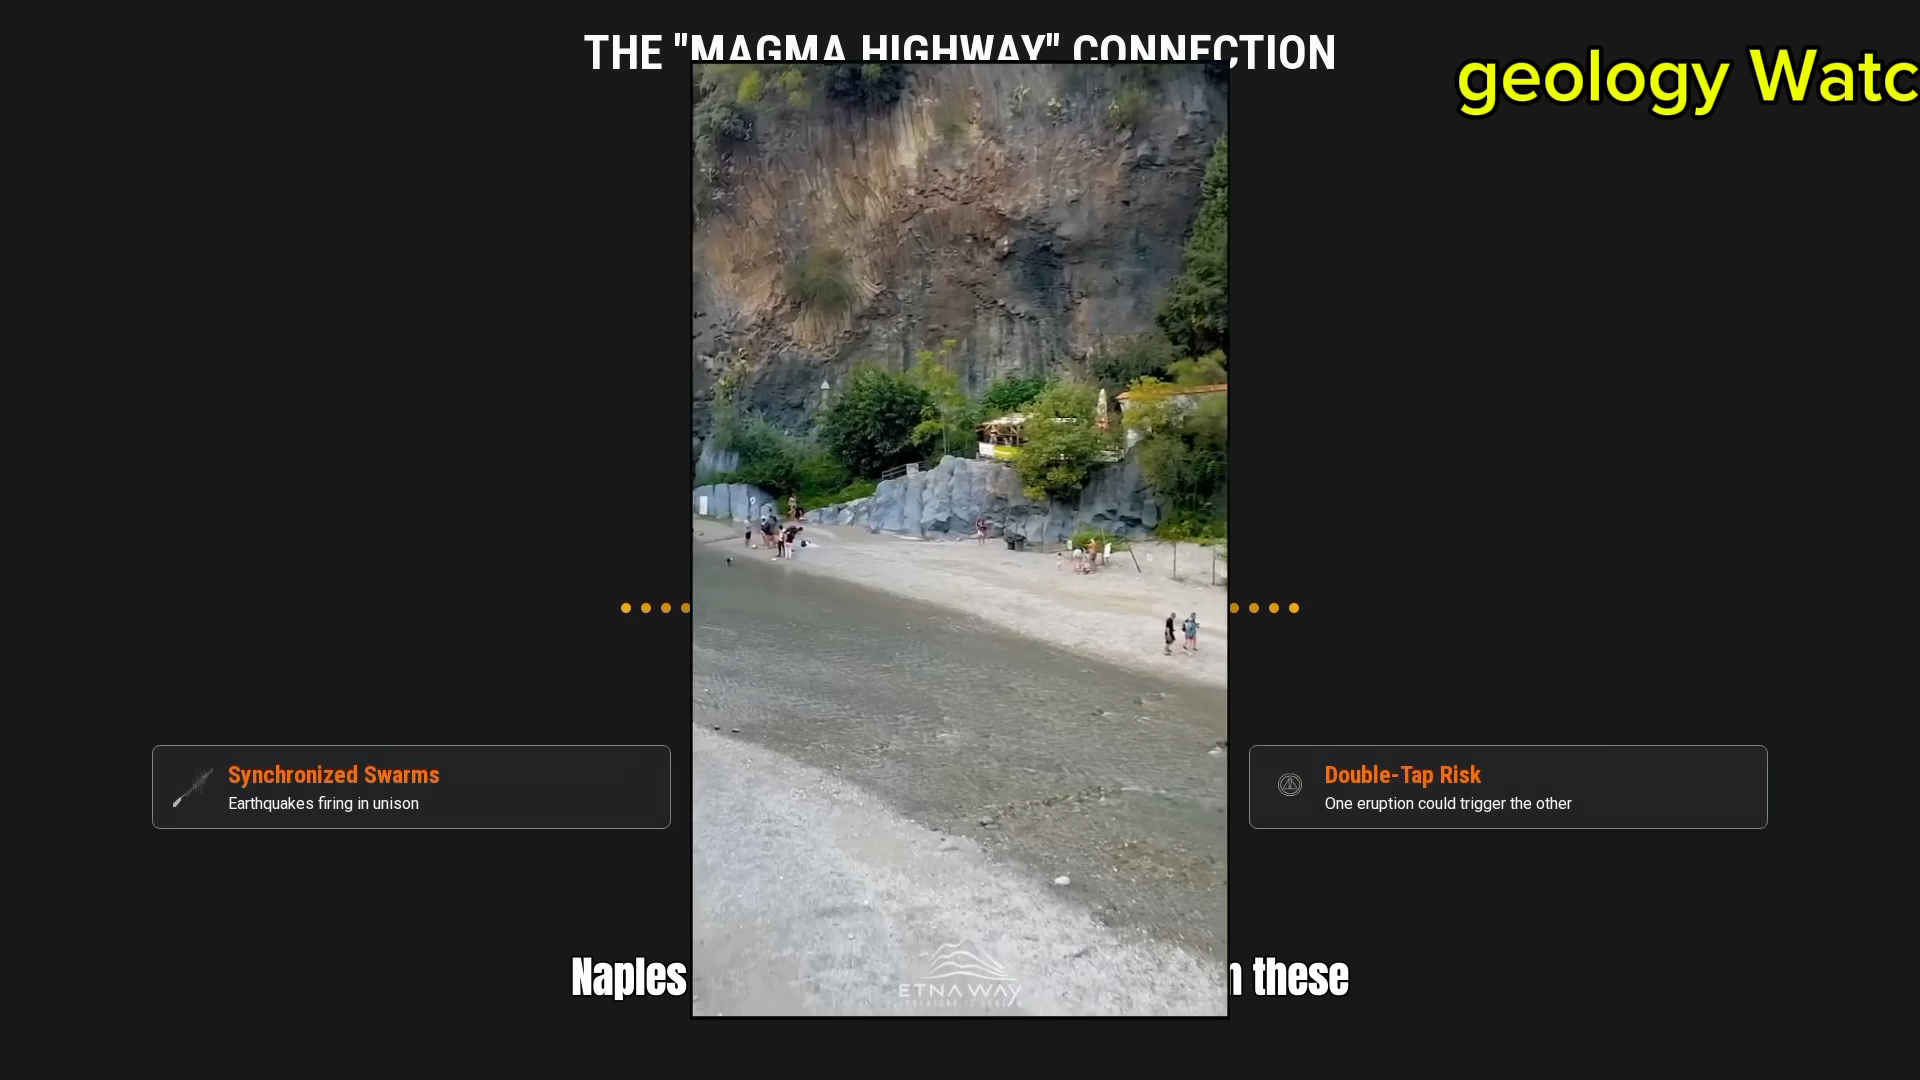 THE "MAGMA HIGHWAY" CONNECTION
geology Watc
Synchronized Swarms
Earthquakes firing in unison
Double-Tap Risk
One eruption could trigger the other
Naples
these
ETNA WAY